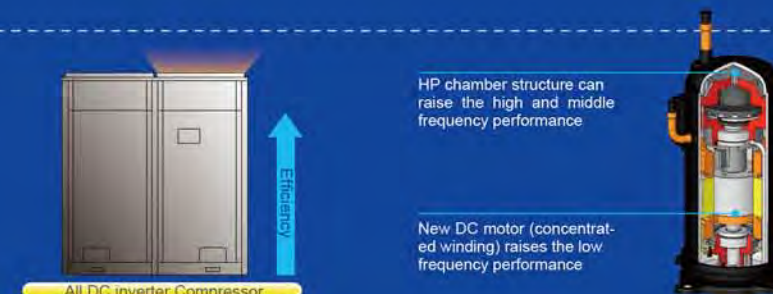 HP chamber structure can
raise the high and middle
frequency performance
Efficiency
New DC motor (concentrat-
ed winding) raises the low
frequency performance
All DC inverter Compressor